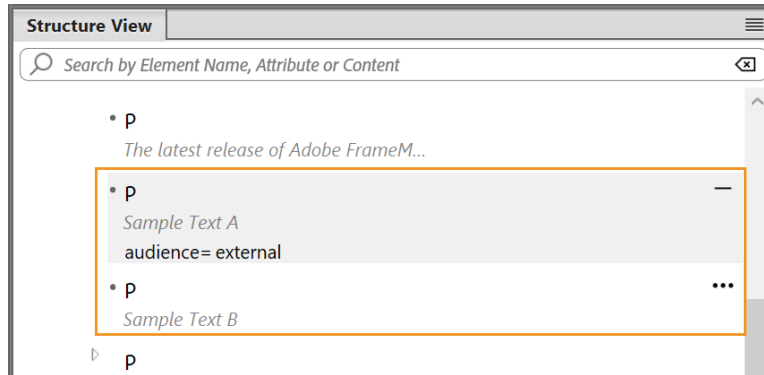 Structure View
Search by Element Name, Attribute or Content
P
The latest release of Adobe FrameM...
P
Sample Text A
audience= external
P
Sample Text B
P